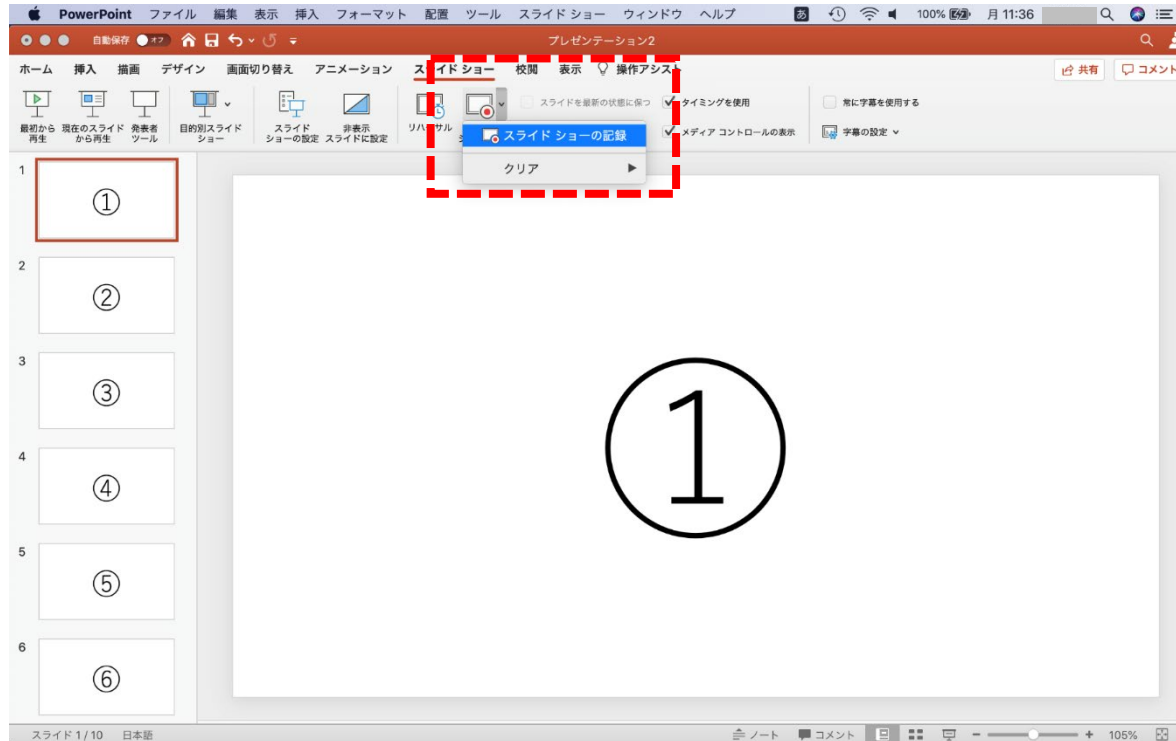 PowerPoint ファイル 編集 表示 挿入 フォーマット 配置 ツール スライド ショー ウィンドウ ヘルプ あ 100% 月 11:36
自動保存 オフ プレゼンテーション2
ホーム 挿入 描画 デザイン 画面切り替え アニメーション スライド ショー 校閲 表示 操作アシスト 共有 コメント
スライドを最新の状態に保つ タイミングを使用 常に字幕を使用する
最初から 現在のスライド 発表者 目的別スライド スライド 非表示 リハーサル
再生 から再生 ツール ショー ショーの設定 スライドに設定
スライド ショーの記録 メディア コントロールの表示 字幕の設定
クリア
1
①
2
②
3
③
4
④
5
⑤
6
⑥
①
スライド 1 / 10 日本語 ノート コメント 105%